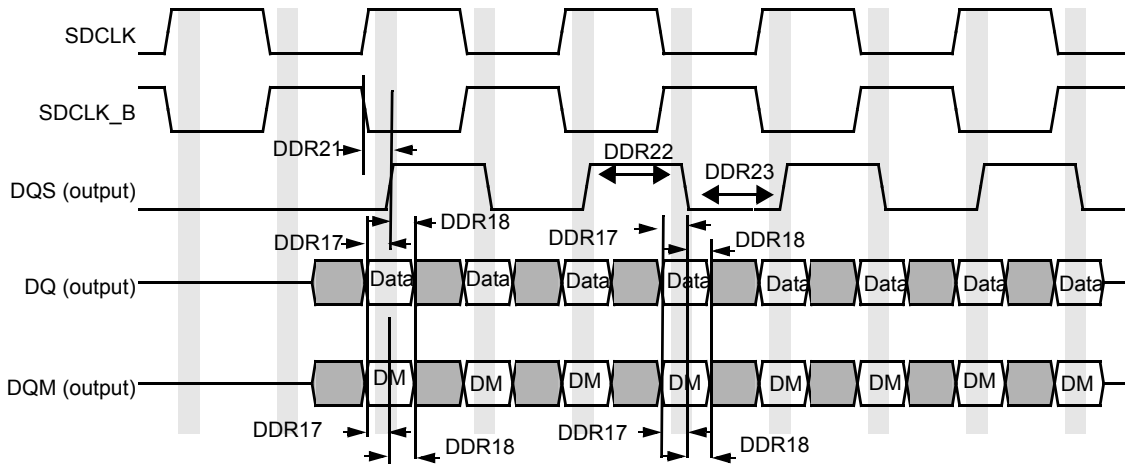 SDCLK
SDCLK_B
DDR21
DDR22
DDR23
DQS (output)
DDR18
DDR17
DDR17
DDR18
DQ (output)
Data Data Data Data Data Data Data Data
DQM (output)
DM DM DM DM DM DM DM DM
DDR17
DDR18
DDR17
DDR18